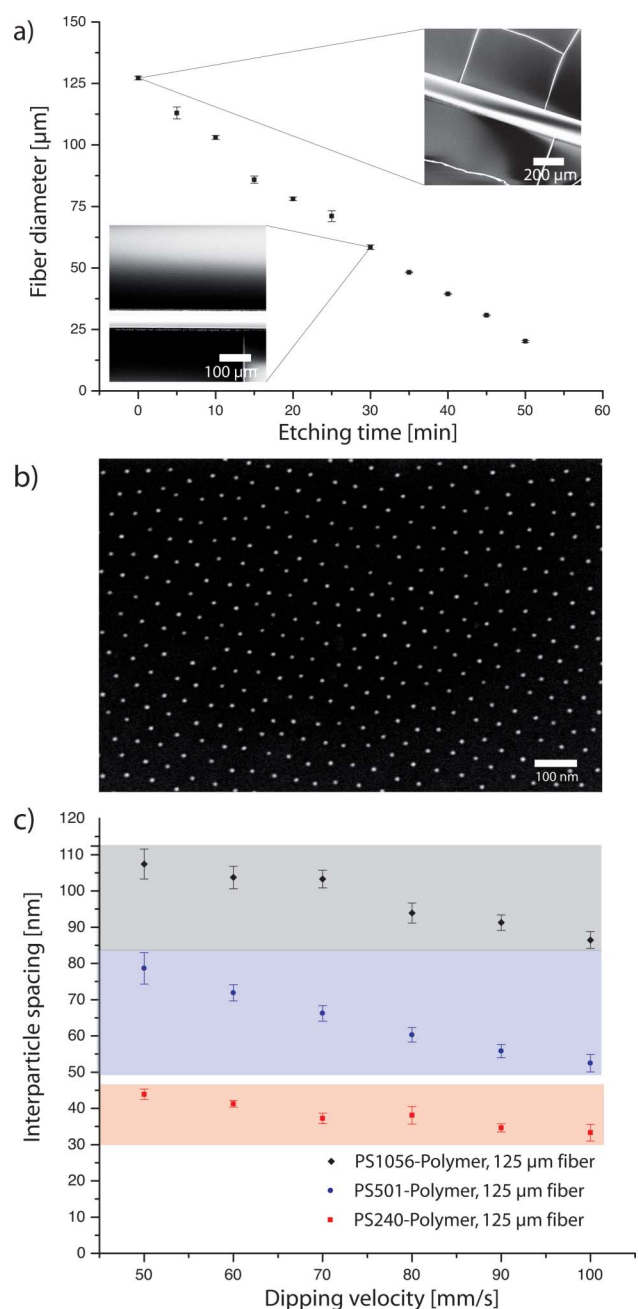 a)
Fiber diameter [µm]
150
125
100
75
50
25
0
200 µm
100 µm
0 10 20 30 40 50 60
Etching time [min]
b)
100 nm
c)
Interparticle spacing [nm]
120
110
100
90
80
70
60
50
40
30
20
10
0
PS1056-Polymer, 125 µm fiber
PS501-Polymer, 125 µm fiber
PS240-Polymer, 125 µm fiber
50 60 70 80 90 100
Dipping velocity [mm/s]